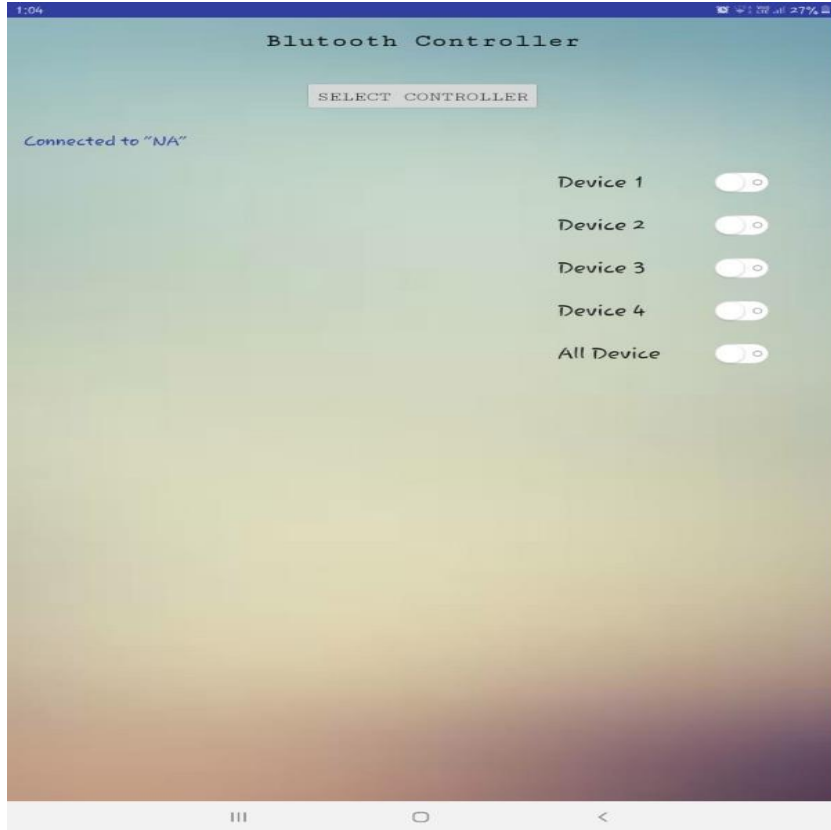 1:04
27%
Blutooth Controller
SELECT CONTROLLER
Connected to "NA"
Device 1
Device 2
Device 3
Device 4
All Device